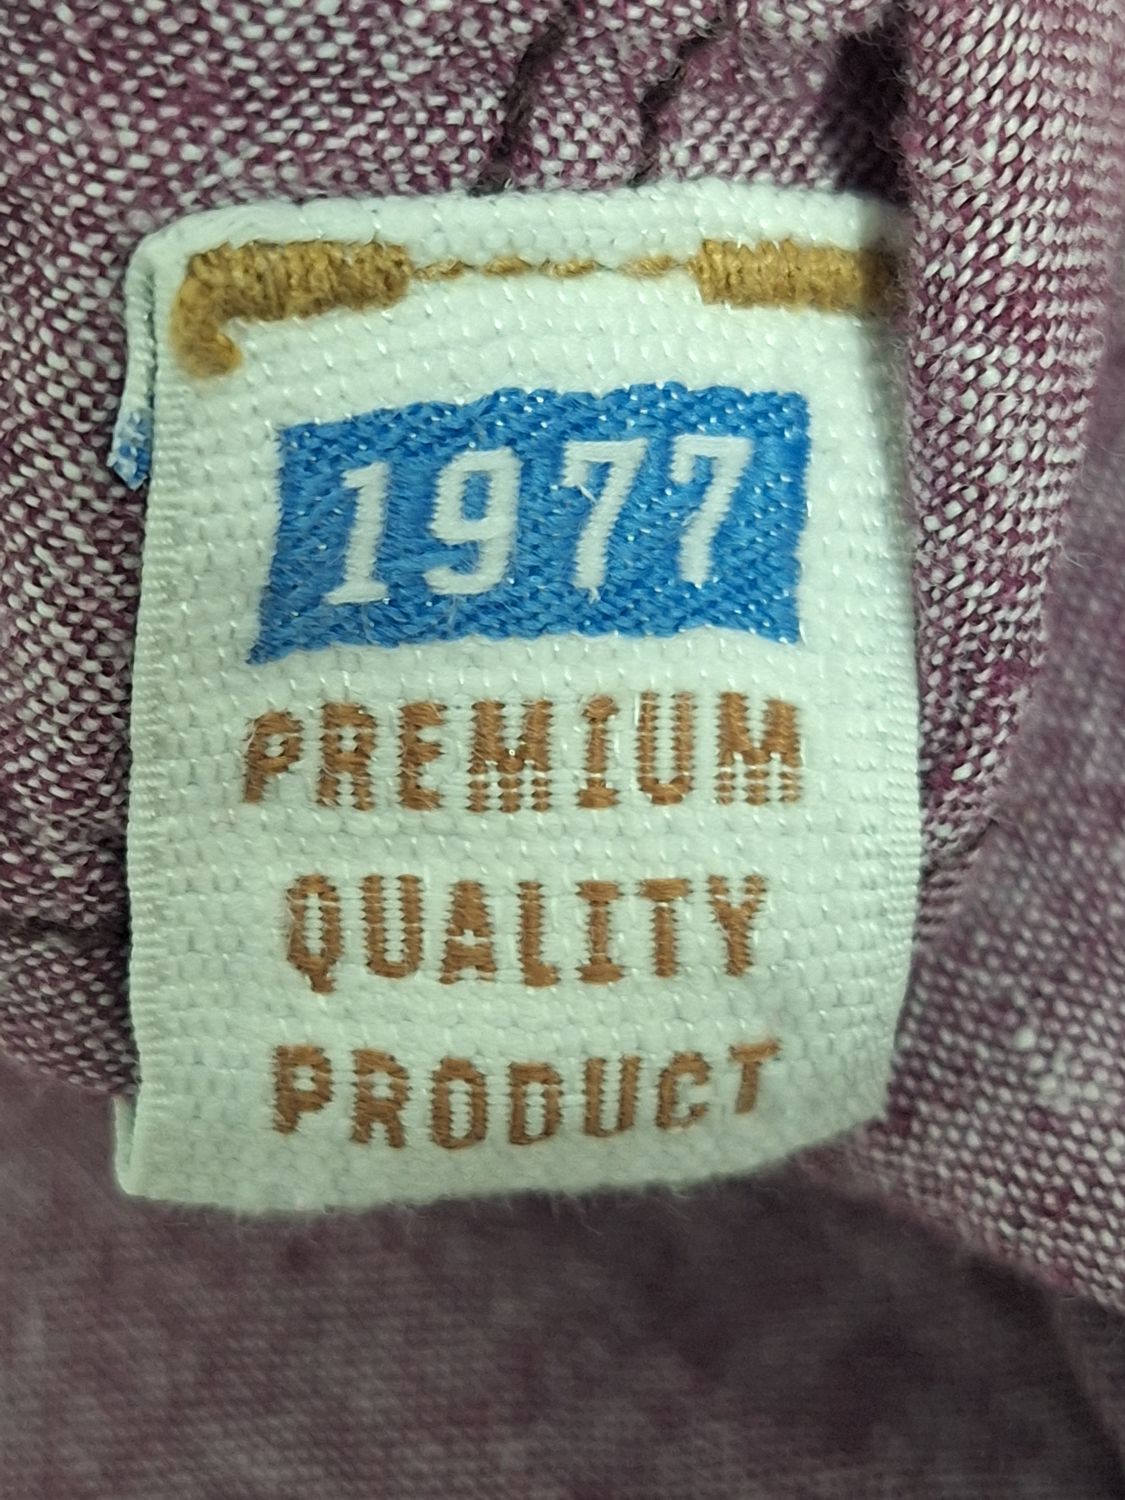 1977
PREMIUM
QUALITY
PRODUCT